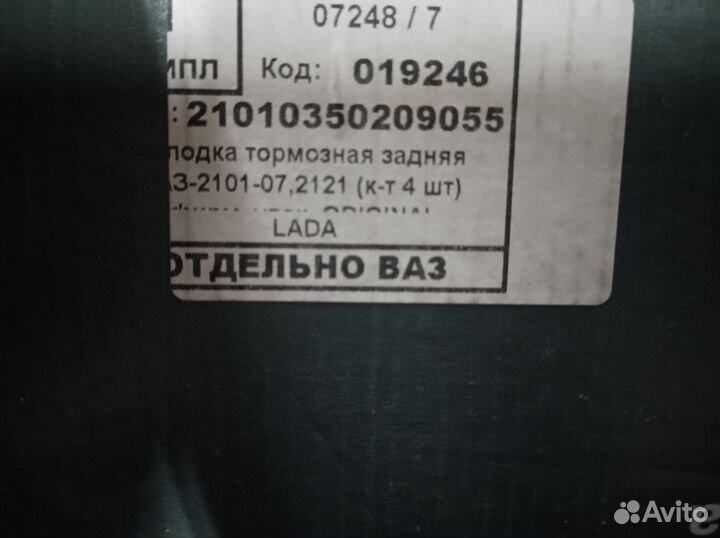 07248 / 7
ИПЛ Код: 019246
: 21010350209055
лодка тормозная задняя
АЗ-2101-07,2121 (к-т 4 шт)
ORIGINAL
LADA
ОТДЕЛЬНО ВАЗ
Avito